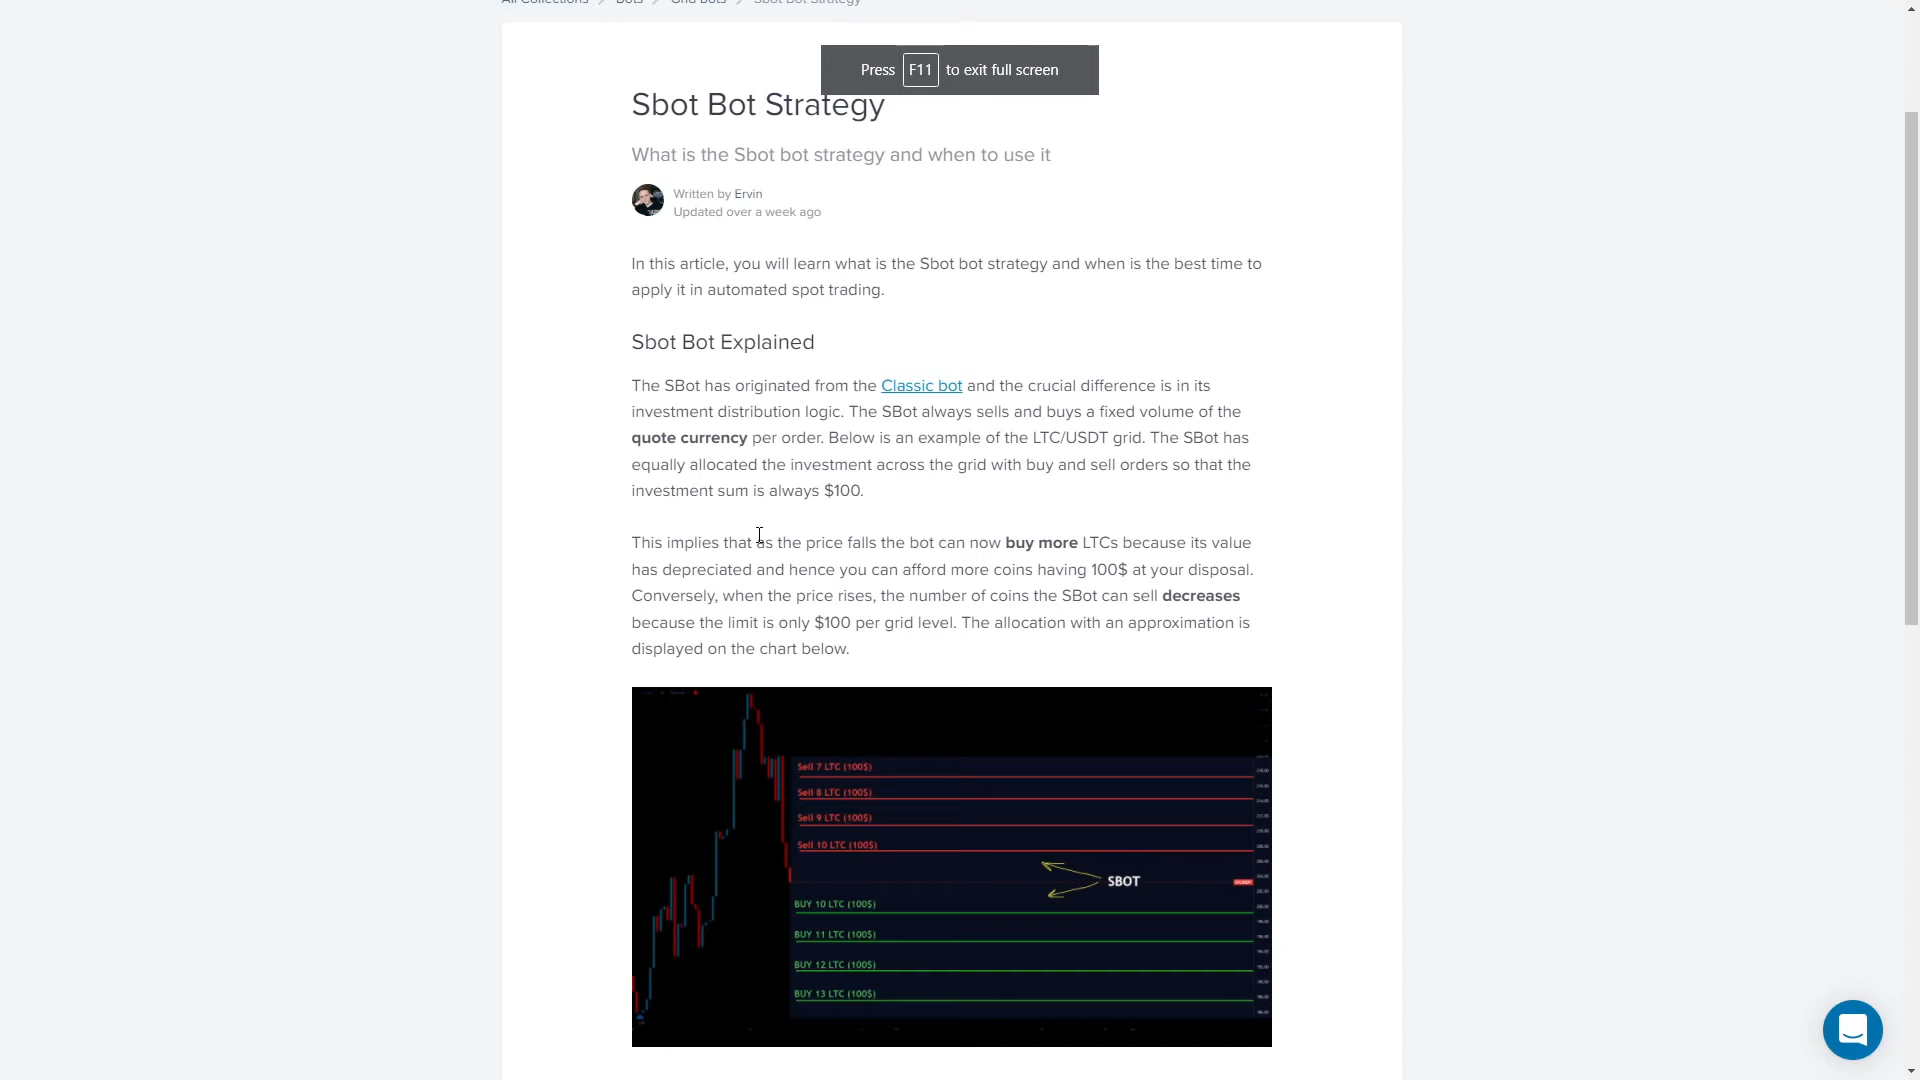 All Collections > Bots > Grid bots > Sbot Bot Strategy
Press F11 to exit full screen
Sbot Bot Strategy
What is the Sbot bot strategy and when to use it
Written by Ervin
Updated over a week ago
In this article, you will learn what is the Sbot bot strategy and when is the best time to
apply it in automated spot trading.
Sbot Bot Explained
The SBot has originated from the Classic bot and the crucial difference is in its
investment distribution logic. The SBot always sells and buys a fixed volume of the
quote currency per order. Below is an example of the LTC/USDT grid. The SBot has
equally allocated the investment across the grid with buy and sell orders so that the
investment sum is always $100.
This implies that as the price falls the bot can now buy more LTCs because its value
has depreciated and hence you can afford more coins having 100$ at your disposal.
Conversely, when the price rises, the number of coins the SBot can sell decreases
because the limit is only $100 per grid level. The allocation with an approximation is
displayed on the chart below.
Sell 7 LTC (100$)
Sell 8 LTC (100$)
Sell 9 LTC (100$)
Sell 10 LTC (100$)
SBOT
BUY 10 LTC (100$)
BUY 11 LTC (100$)
BUY 12 LTC (100$)
BUY 13 LTC (100$)